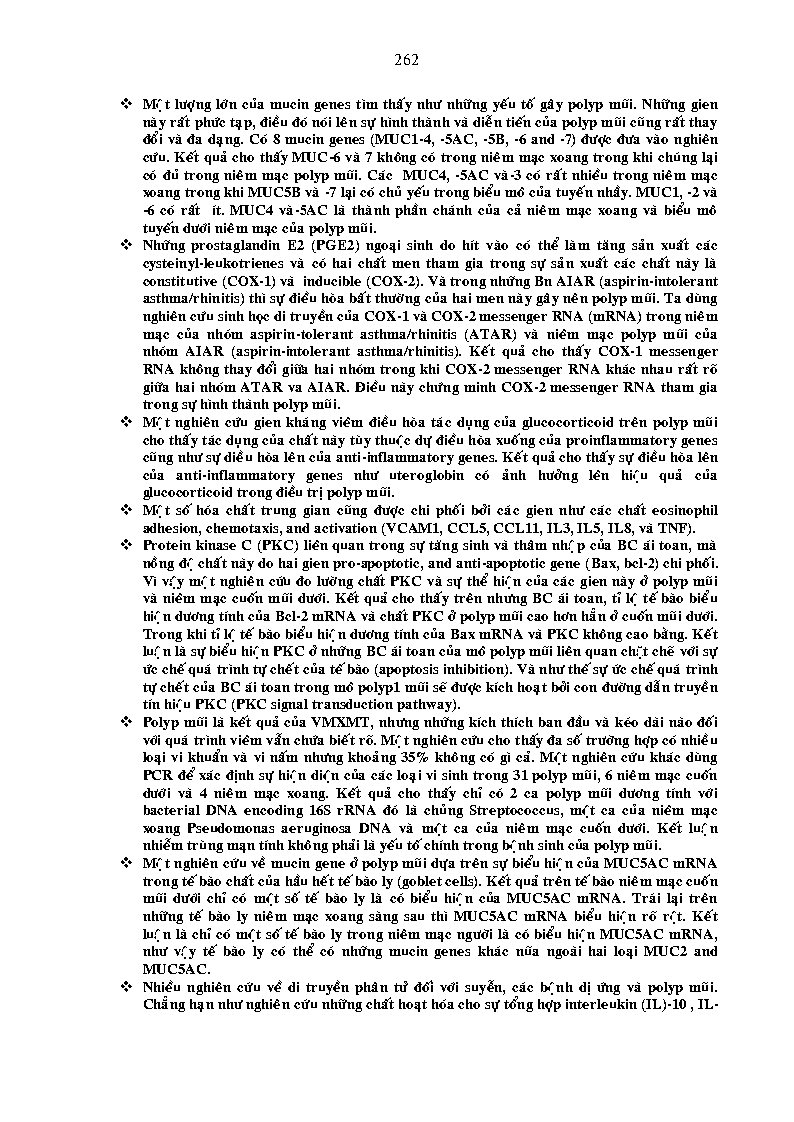 262
❖ Một lượng lớn của mucin genes tìm thấy như những yếu tố gây polyp mũi. Những gien
này rất phức tạp, điều đó nói lên sự hình thành và diễn tiến của polyp mũi cũng rất thay
đổi và đa dạng. Có 8 mucin genes (MUC1-4, -5AC, -5B, -6 and -7) được đưa vào nghiên
cứu. Kết quả cho thấy MUC-6 và 7 không có trong niêm mạc xoang trong khi chúng lại
có đủ trong niêm mạc polyp mũi. Các MUC4, -5AC và-3 có rất nhiều trong niêm mạc
xoang trong khi MUC5B và -7 lại có chủ yếu trong biểu mô của tuyến nhầy. MUC1, -2 và
-6 có rất ít. MUC4 và-5AC là thành phần chánh của cả niêm mạc xoang và biểu mô
tuyến dưới niêm mạc của polyp mũi.
❖ Những prostaglandin E2 (PGE2) ngoại sinh do hít vào có thể làm tăng sản xuất các
cysteinyl-leukotrienes và có hai chất men tham gia trong sự sản xuất các chất này là
constitutive (COX-1) và inducible (COX-2). Và trong những Bn AIAR (aspirin-intolerant
asthma/rhinitis) thì sự điều hòa bất thường của hai men này gây nên polyp mũi. Ta dùng
nghiên cứu sinh học di truyền của COX-1 và COX-2 messenger RNA (mRNA) trong niêm
mạc của nhóm aspirin-tolerant asthma/rhinitis (ATAR) và niêm mạc polyp mũi của
nhóm AIAR (aspirin-intolerant asthma/rhinitis). Kết quả cho thấy COX-1 messenger
RNA không thay đổi giữa hai nhóm trong khi COX-2 messenger RNA khác nhau rất rõ
giữa hai nhóm ATAR va AIAR. Điều này chứng minh COX-2 messenger RNA tham gia
trong sự hình thành polyp mũi.
❖ Một nghiên cứu gien kháng viêm điều hòa tác dụng của glucocorticoid trên polyp mũi
cho thấy tác dụng của chất này tùy thuộc dự điều hòa xuống của proinflammatory genes
cũng như sự diều hòa lên của anti-inflammatory genes. Kết quả cho thấy sự điều hòa lên
của anti-inflammatory genes như uteroglobin có ảnh hưởng lên hiệu quả của
glucocorticoid trong điều trị polyp mũi.
❖ Một số hóa chất trung gian cũng được chi phối bởi các gien như các chất eosinophil
adhesion, chemotaxis, and activation (VCAM1, CCL5, CCL11, IL3, IL5, IL8, và TNF).
❖ Protein kinase C (PKC) liên quan trong sự tăng sinh và thâm nhập của BC ái toan, mà
nồng độ chất này do hai gien pro-apoptotic, and anti-apoptotic gene (Bax, bcl-2) chi phối.
Vì vậy một nghiên cứu đo lường chất PKC và sự thể hiện của các gien này ở polyp mũi
và niêm mạc cuốn mũi dưới. Kết quả cho thấy trên nhưng BC ái toan, tỉ lệ tế bào biểu
hiện dương tính của Bcl-2 mRNA và chất PKC ở polyp mũi cao hơn hẳn ở cuốn mũi dưới.
Trong khi tỉ lệ tế bào biểu hiện dương tính của Bax mRNA và PKC không cao bằng. Kết
luận là sự biểu hiện PKC ở những BC ái toan của mô polyp mũi liên quan chặt chẽ với sự
ức chế quá trình tự chết của tế bào (apoptosis inhibition). Và như thế sự ức chế quá trình
tự chết của BC ái toan trong mô polyp1 mũi sẽ được kích hoạt bởi con đường dẫn truyền
tín hiệu PKC (PKC signal transduction pathway).
❖ Polyp mũi là kết quả của VMXMT, nhưng những kích thích ban đầu và kéo dài nào đối
với quá trình viêm vẫn chưa biết rõ. Một nghiên cứu cho thấy đa số trường hợp có nhiều
loại vi khuẩn và vi nấm nhưng khoảng 35% không có gì cả. Một nghiên cứu khác dùng
PCR để xác định sự hiện diện của các loại vi sinh trong 31 polyp mũi, 6 niêm mạc cuốn
dưới và 4 niêm mạc xoang. Kết quả cho thấy chỉ có 2 ca polyp mũi dương tính với
bacterial DNA encoding 16S rRNA đó là chủng Streptococcus, một ca của niêm mạc
xoang Pseudomonas aeruginosa DNA và một ca của niêm mạc cuốn dưới. Kết luận
nhiễm trùng mạn tính không phải là yếu tố chính trong bệnh sinh của polyp mũi.
❖ Một nghiên cứu về mucin gene ở polyp mũi dựa trên sự biểu hiện của MUC5AC mRNA
trong tế bào chất của hầu hết tế bào ly (goblet cells). Kết quả trên tế bào niêm mạc cuốn
mũi dưới chỉ có một số tế bào ly là có biểu hiện của MUC5AC mRNA. Trái lại trên
những tế bào ly niêm mạc xoang sàng sau thì MUC5AC mRNA biểu hiện rõ rệt. Kết
luận là chỉ có một số tế bào ly trong niêm mạc người là có biểu hiện MUC5AC mRNA,
như vậy tế bào ly có thể có những mucin genes khác nữa ngoài hai loại MUC2 and
MUC5AC.
❖ Nhiều nghiên cứu về di truyền phân tử đối với suyễn, các bệnh dị ứng và polyp mũi.
Chẳng hạn như nghiên cứu những chất hoạt hóa cho sự tổng hợp interleukin (IL)-10 , IL-